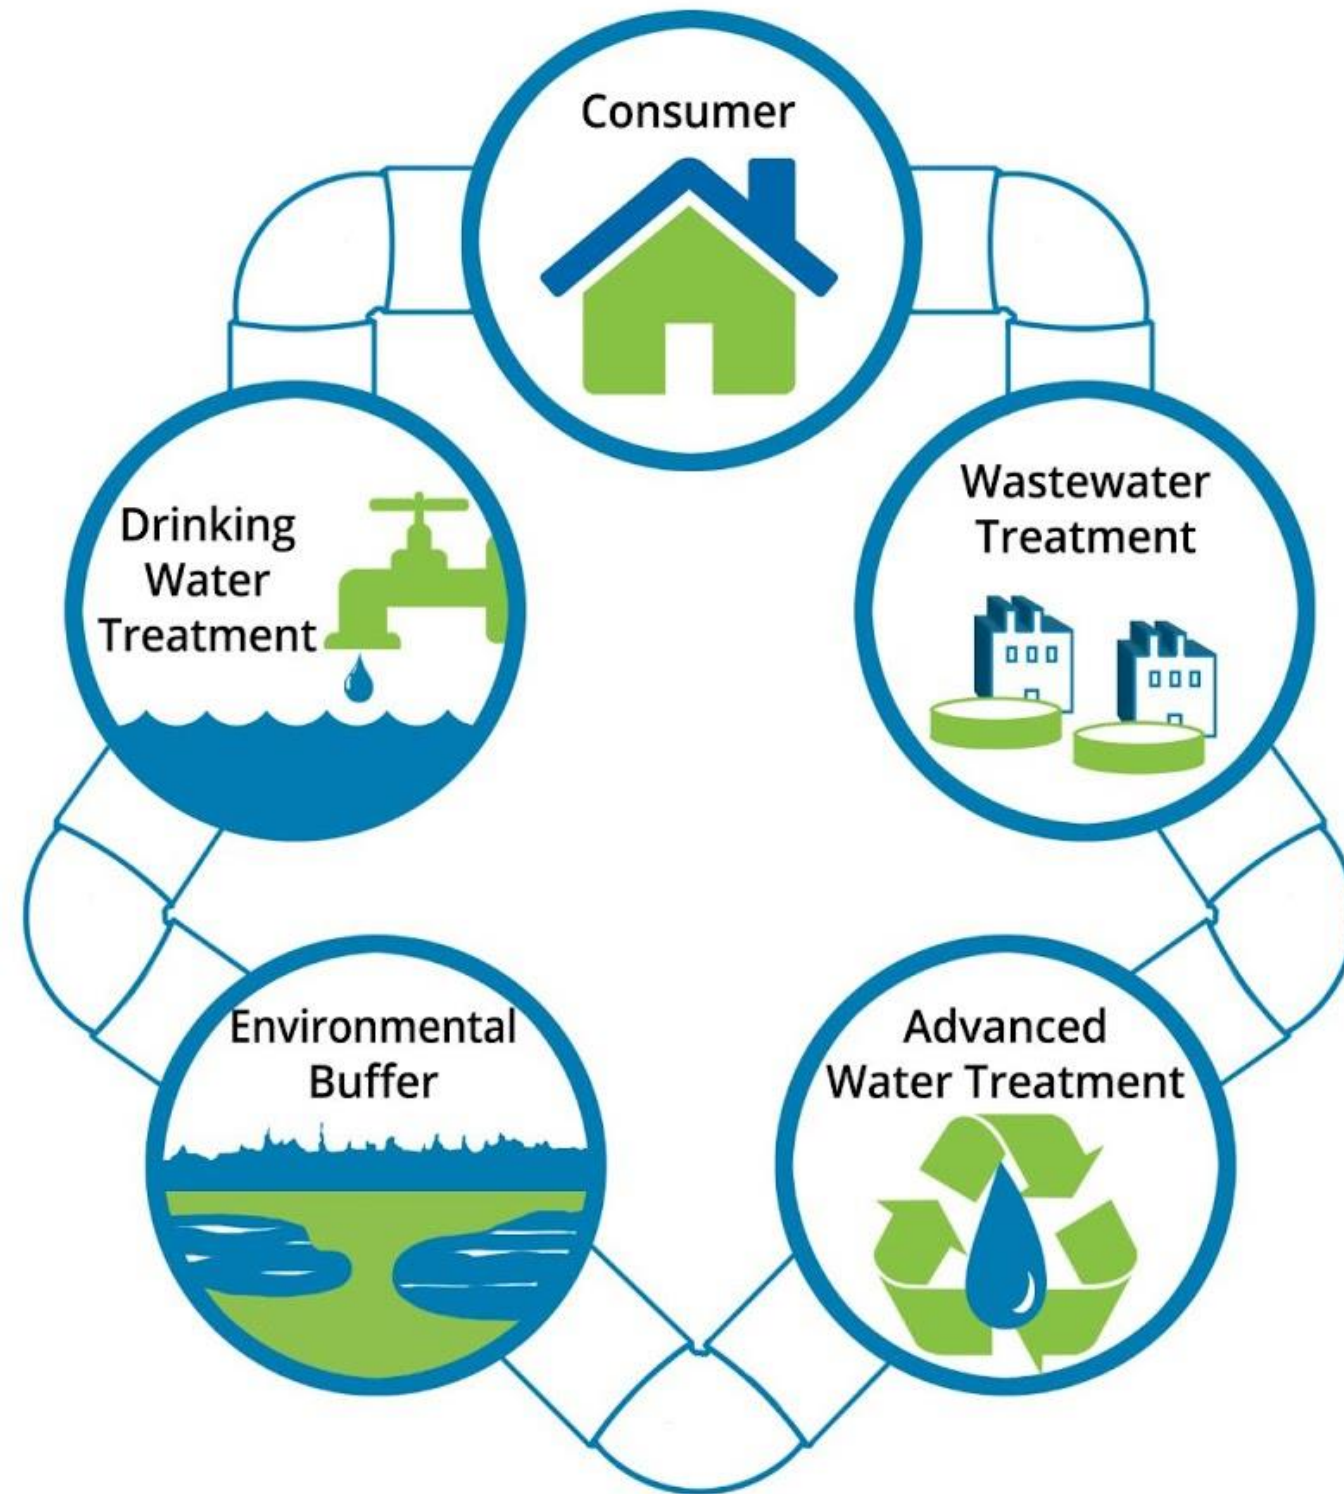 Consumer
Wastewater
Treatment
Drinking
Water
Treatment
Environmental
Buffer
Advanced
Water Treatment